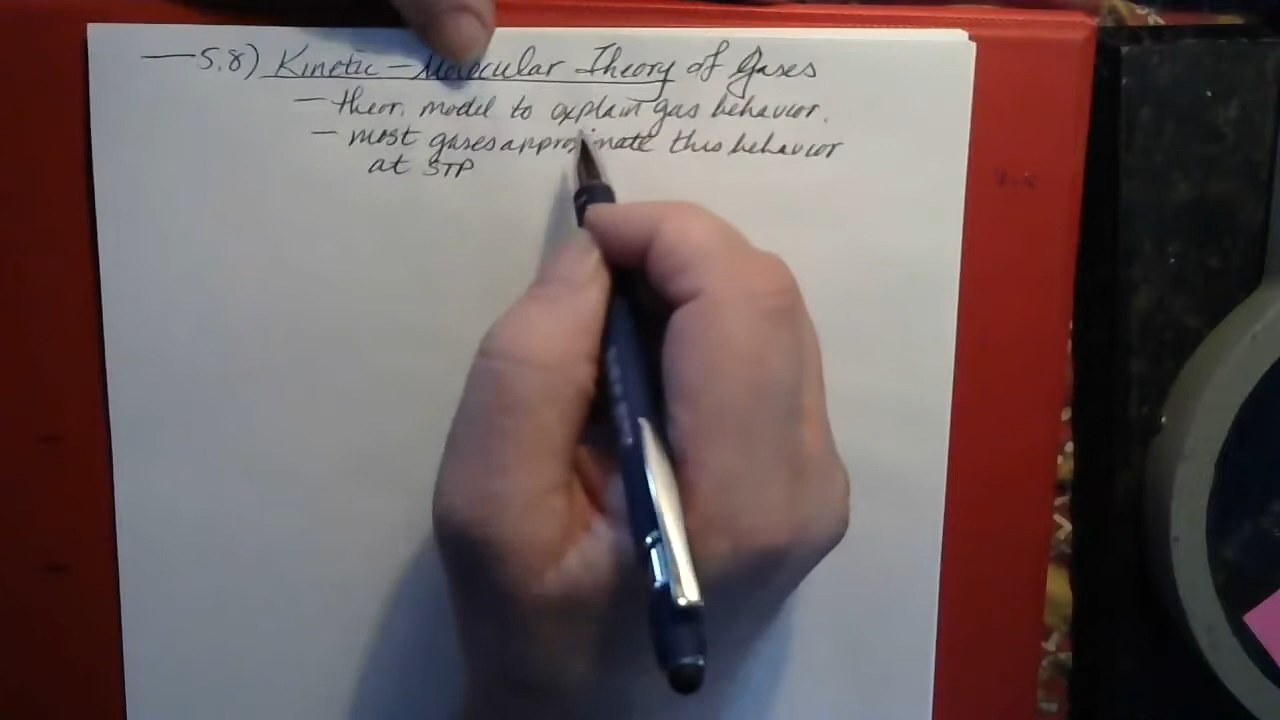 5.8) Kinetic - Molecular Theory of Gases
- theor. model to explain gas behavior.
- most gases approximate this behavior
at STP